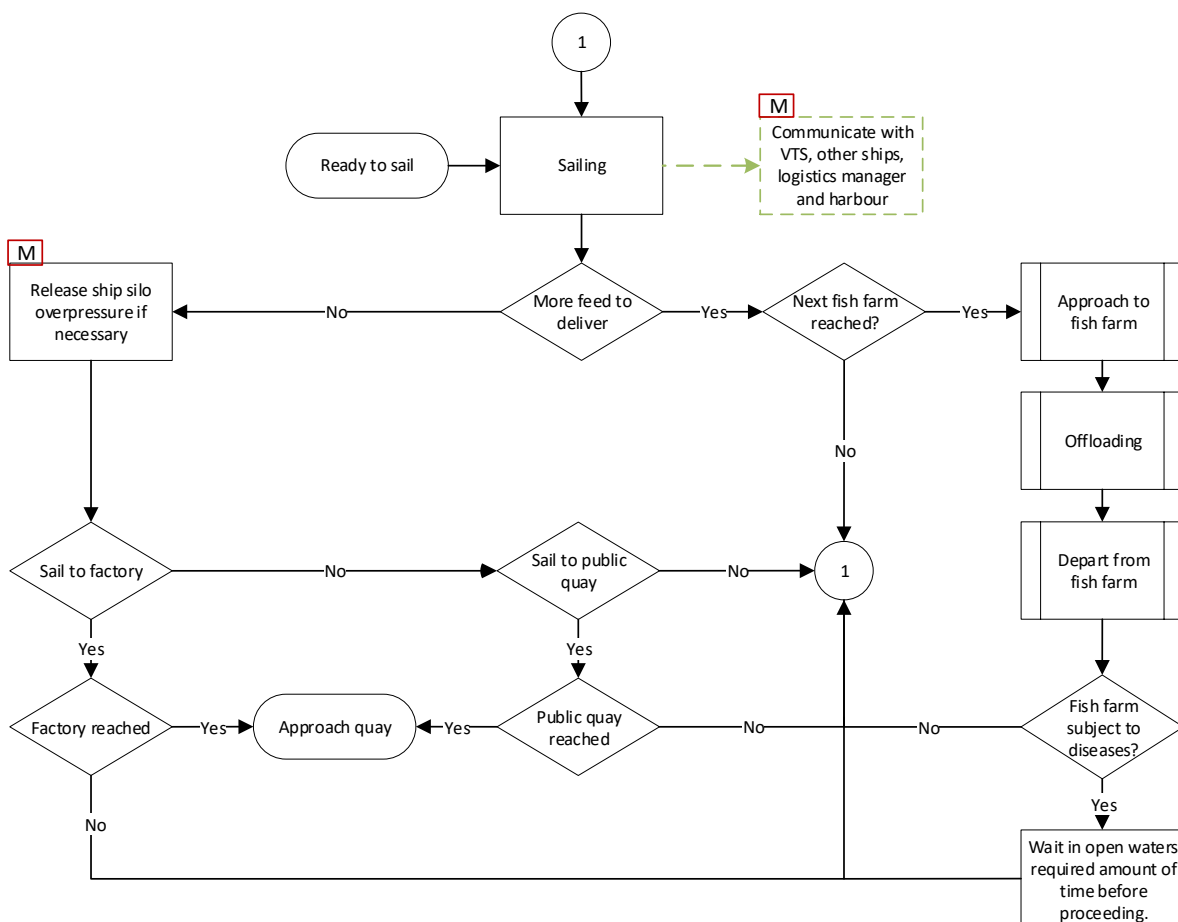 1
M
Communicate with
VTS, other ships,
logistics manager
and harbour
Ready to sail
Sailing
M
Release ship silo
overpressure if
necessary
No
More feed to
deliver
Yes
Next fish farm
reached?
Yes
Approach to
fish farm
No
Offloading
Sail to factory
No
Sail to public
quay
No
1
Depart from
fish farm
Yes
Yes
Factory reached
Yes
Approach quay
Yes
Public quay
reached
No
No
Fish farm
subject to
diseases?
No
Yes
Wait in open waters
required amount of
time before
proceeding.